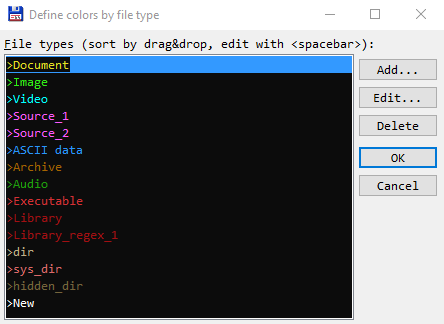 Define colors by file type
File types (sort by drag&drop, edit with <spacebar>):
>Document
>Image
>Video
>Source_1
>Source_2
>ASCII data
>Archive
>Audio
>Executable
>Library
>Library_regex_1
>dir
>sys_dir
>hidden_dir
>New
Add...
Edit...
Delete
OK
Cancel